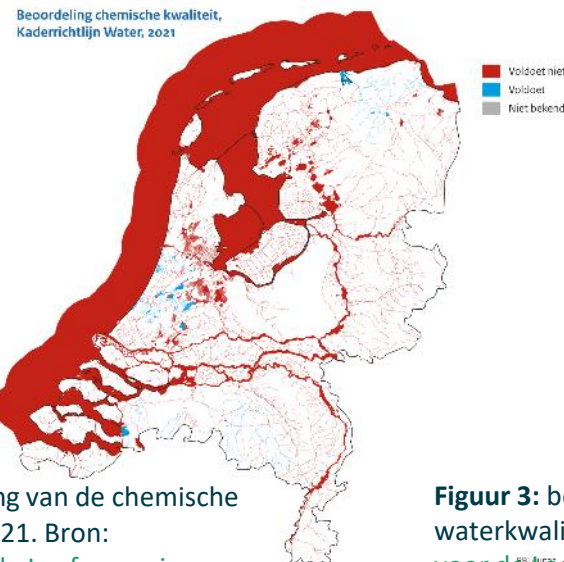 Beoordeling chemische kwaliteit,
Kaderrichtlijn Water, 2021
Voldoet niet
Voldoet
Niet bekend
ng van de chemische
21. Bron:
Figuur 3: be
waterkwali